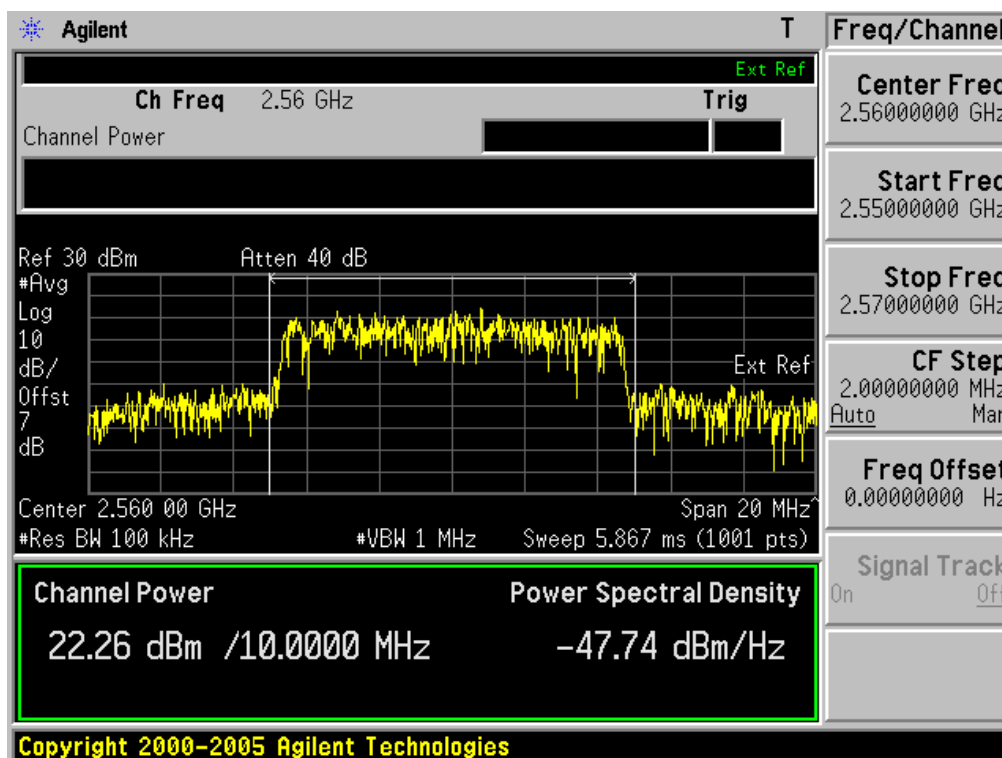 Agilent T Freq/Channel
Ext Ref
Ch Freq 2.56 GHz Trig
Channel Power
Center Freq
2.56000000 GHz
Start Freq
2.55000000 GHz
Stop Freq
2.57000000 GHz
CF Step
2.00000000 MHz
Auto Man
Freq Offset
0.00000000 Hz
Signal Track
On Off
Ref 30 dBm Atten 40 dB
#Avg
Log
10
dB/
Offst
7
dB
Ext Ref
Center 2.560 00 GHz Span 20 MHz^
#Res BW 100 kHz #VBW 1 MHz Sweep 5.867 ms (1001 pts)
Channel Power Power Spectral Density
22.26 dBm /10.0000 MHz -47.74 dBm/Hz
Copyright 2000-2005 Agilent Technologies